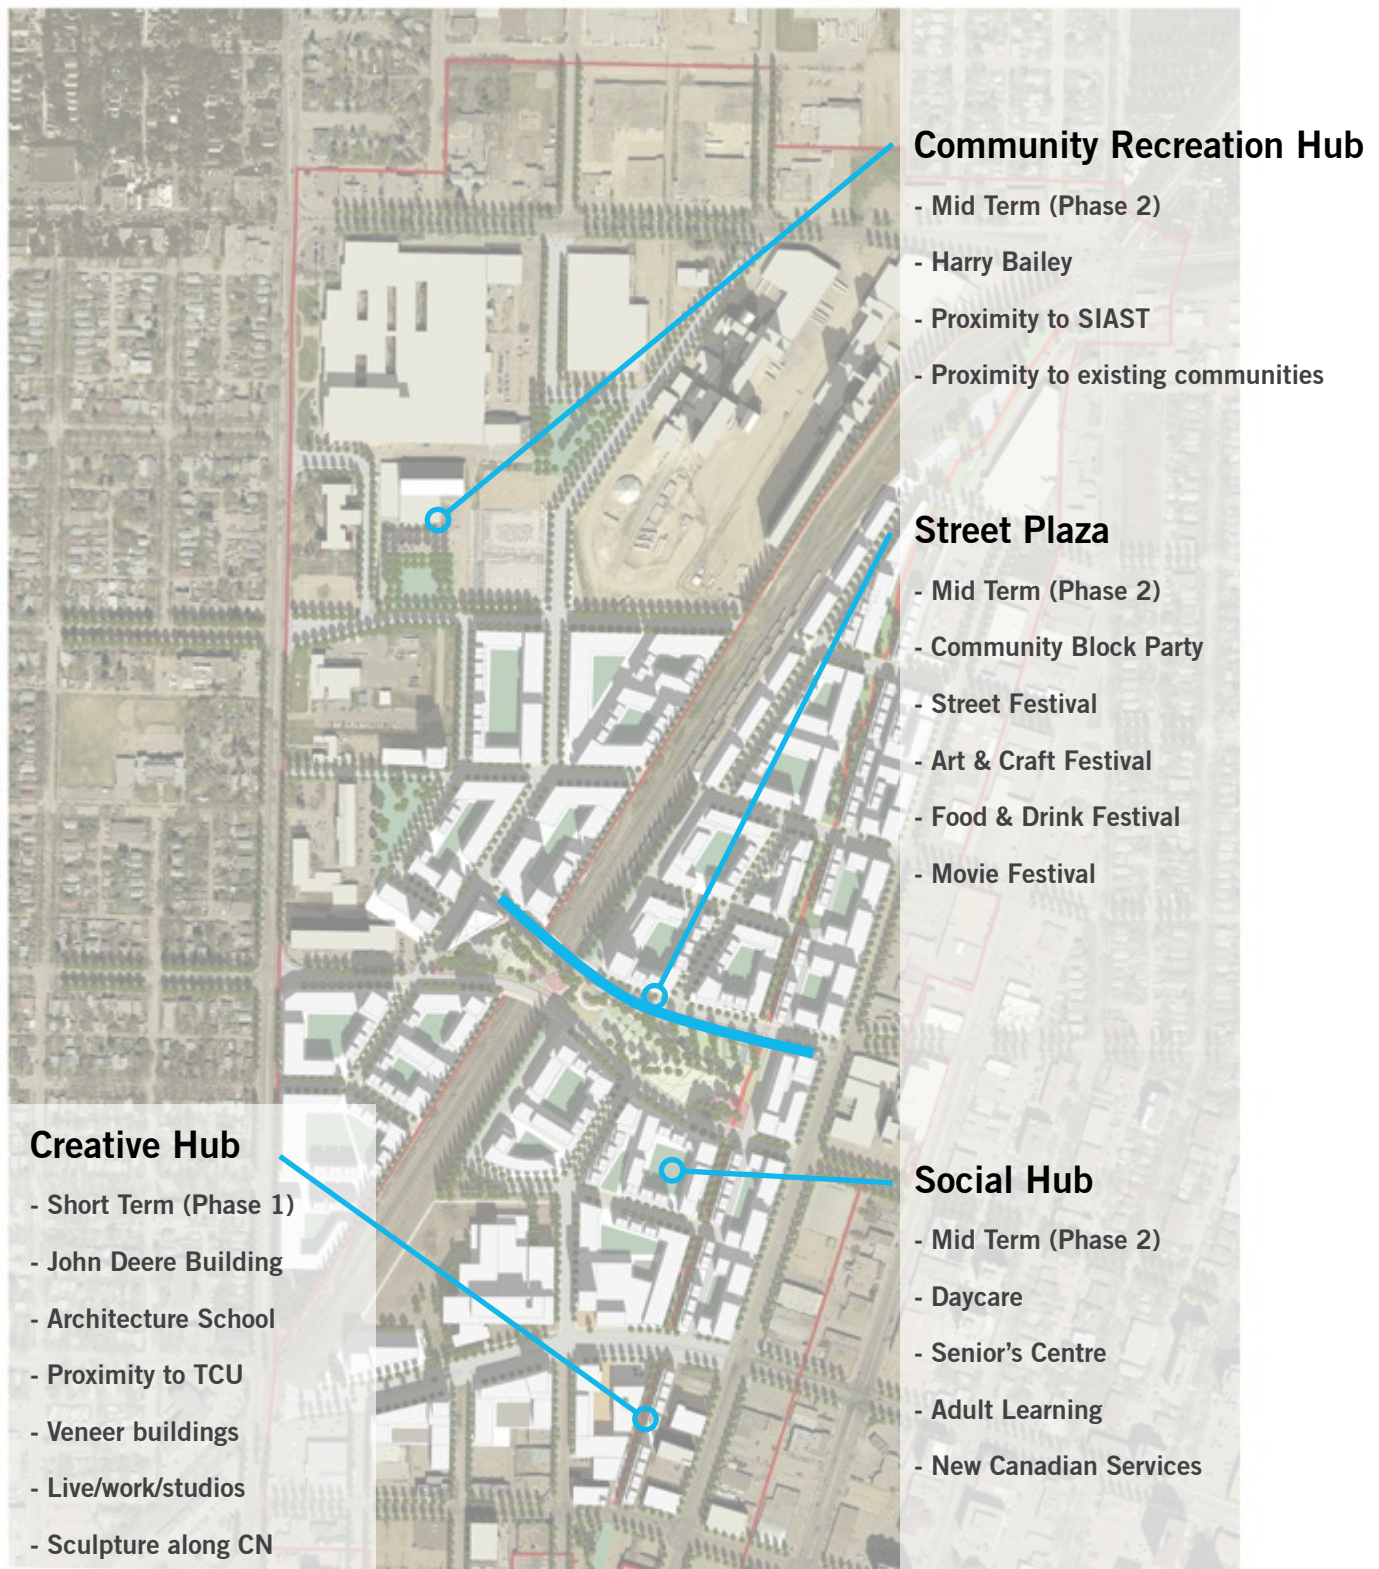 Community Recreation Hub
- Mid Term (Phase 2)
- Harry Bailey
- Proximity to SIAST
- Proximity to existing communities
Street Plaza
- Mid Term (Phase 2)
- Community Block Party
- Street Festival
- Art & Craft Festival
- Food & Drink Festival
- Movie Festival
Creative Hub
- Short Term (Phase 1)
- John Deere Building
- Architecture School
- Proximity to TCU
- Veneer buildings
- Live/work/studios
- Sculpture along CN
Social Hub
- Mid Term (Phase 2)
- Daycare
- Senior’s Centre
- Adult Learning
- New Canadian Services